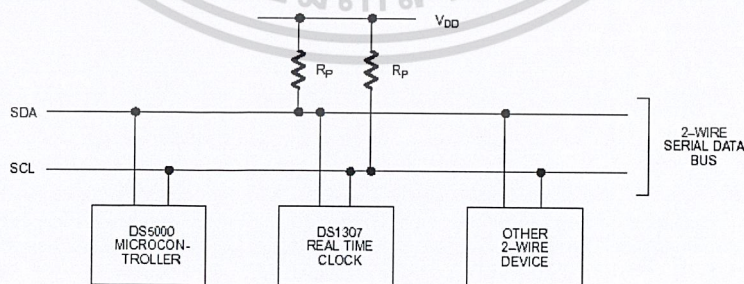 VDD
RP RP
SDA
SCL
2–WIRE
SERIAL DATA
BUS
DS5000
MICROCON-
TROLLER
DS1307
REAL TIME
CLOCK
OTHER
2–WIRE
DEVICE